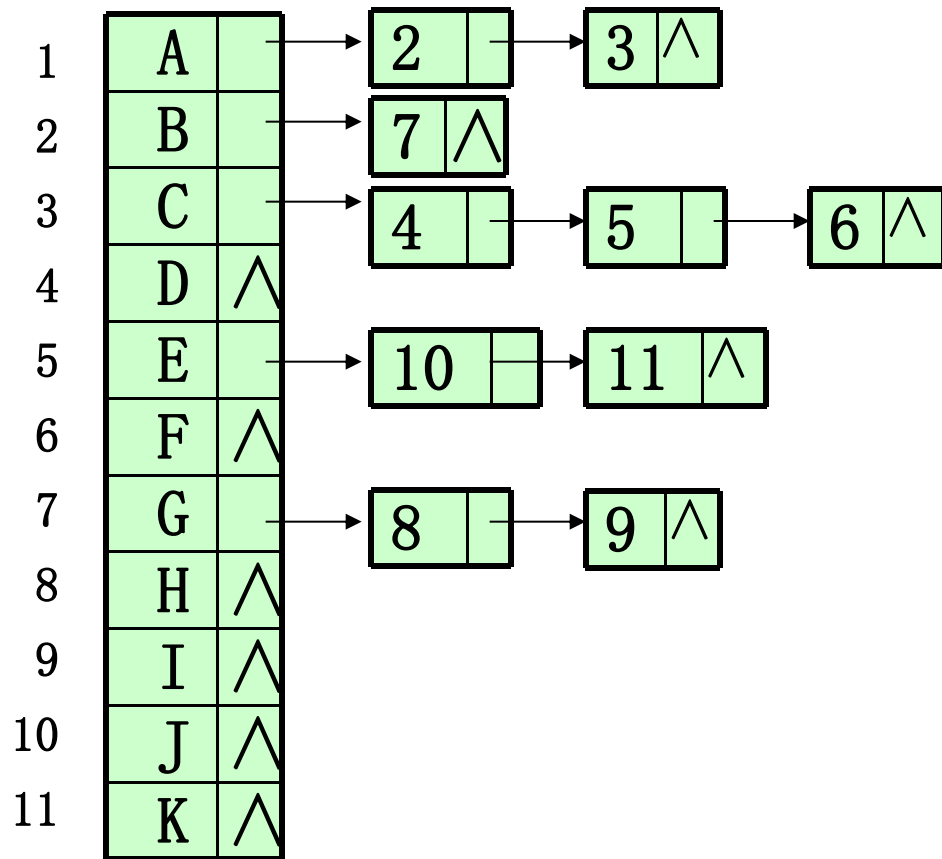 1 A 2 3 ∧
2 B 7 ∧
3 C 4 5 6 ∧
4 D ∧
5 E 10 11 ∧
6 F ∧
7 G 8 9 ∧
8 H ∧
9 I ∧
10 J ∧
11 K ∧